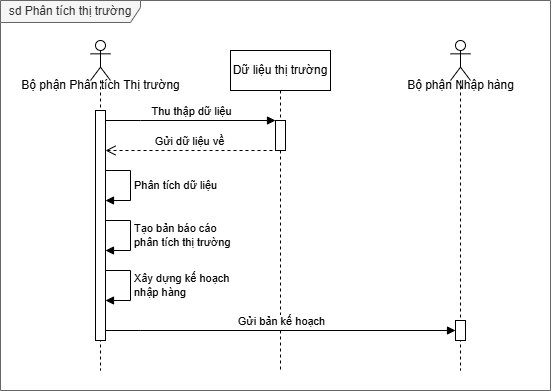 sd Phân tích thị trường
Bộ phận Phân tích Thị trường
Dữ liệu thị trường
Bộ phận Nhập hàng
Thu thập dữ liệu
Gửi dữ liệu về
Phân tích dữ liệu
Tạo bản báo cáo
phân tích thị trường
Xây dựng kế hoạch
nhập hàng
Gửi bản kế hoạch